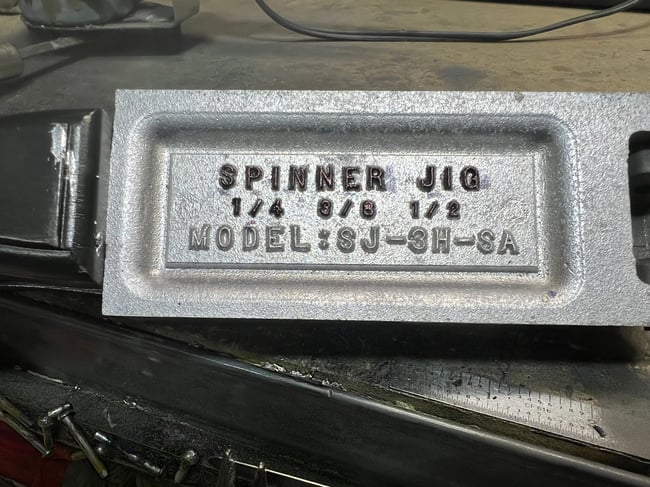 SPINNER JIG
1/4 3/8 1/2
MODEL:SJ-3H-SA